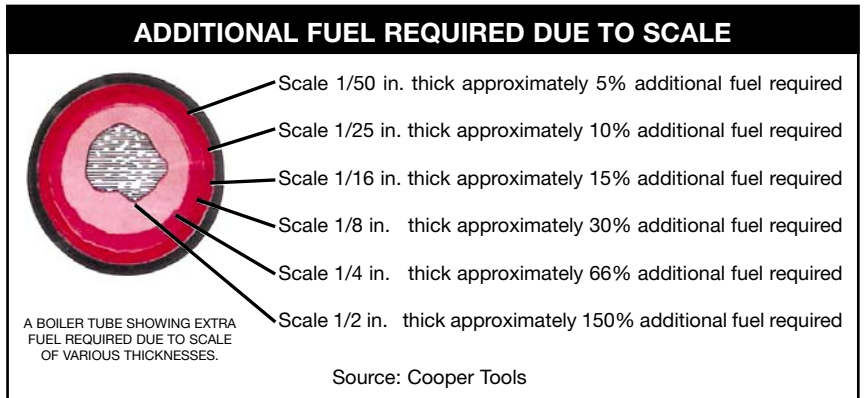 ADDITIONAL FUEL REQUIRED DUE TO SCALE
Scale 1/50 in. thick approximately 5% additional fuel required
Scale 1/25 in. thick approximately 10% additional fuel required
Scale 1/16 in. thick approximately 15% additional fuel required
Scale 1/8 in. thick approximately 30% additional fuel required
Scale 1/4 in. thick approximately 66% additional fuel required
Scale 1/2 in. thick approximately 150% additional fuel required
A BOILER TUBE SHOWING EXTRA
FUEL REQUIRED DUE TO SCALE
OF VARIOUS THICKNESSES.
Source: Cooper Tools